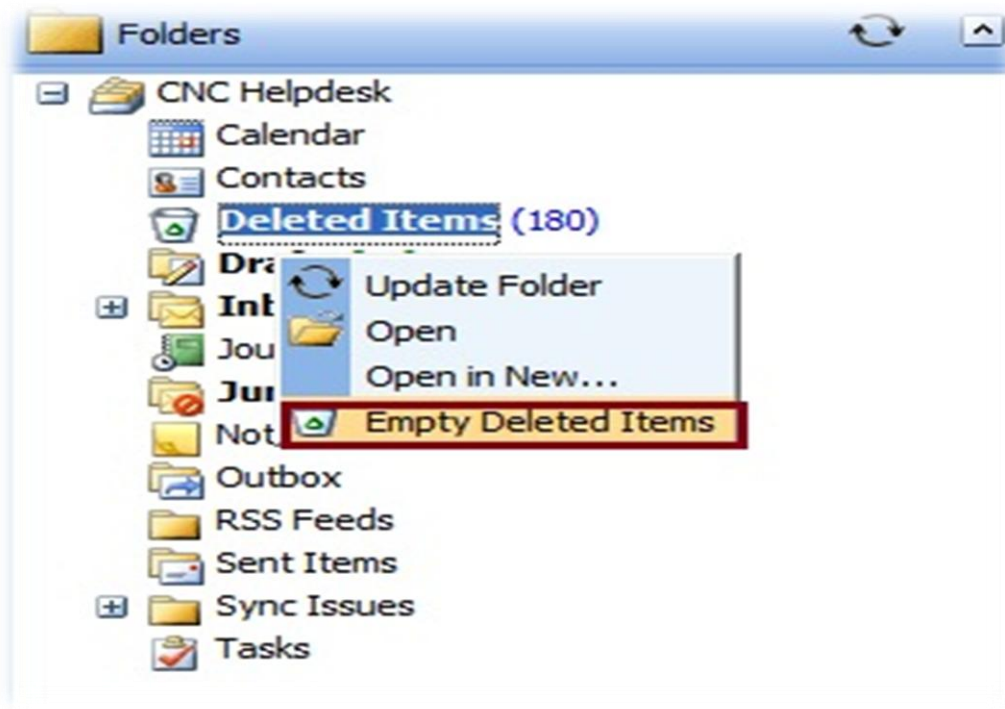 Folders
CNC Helpdesk
Calendar
Contacts
Deleted Items (180)
Update Folder
Open
Open in New...
Empty Deleted Items
Outbox
RSS Feeds
Sent Items
Sync Issues
Tasks